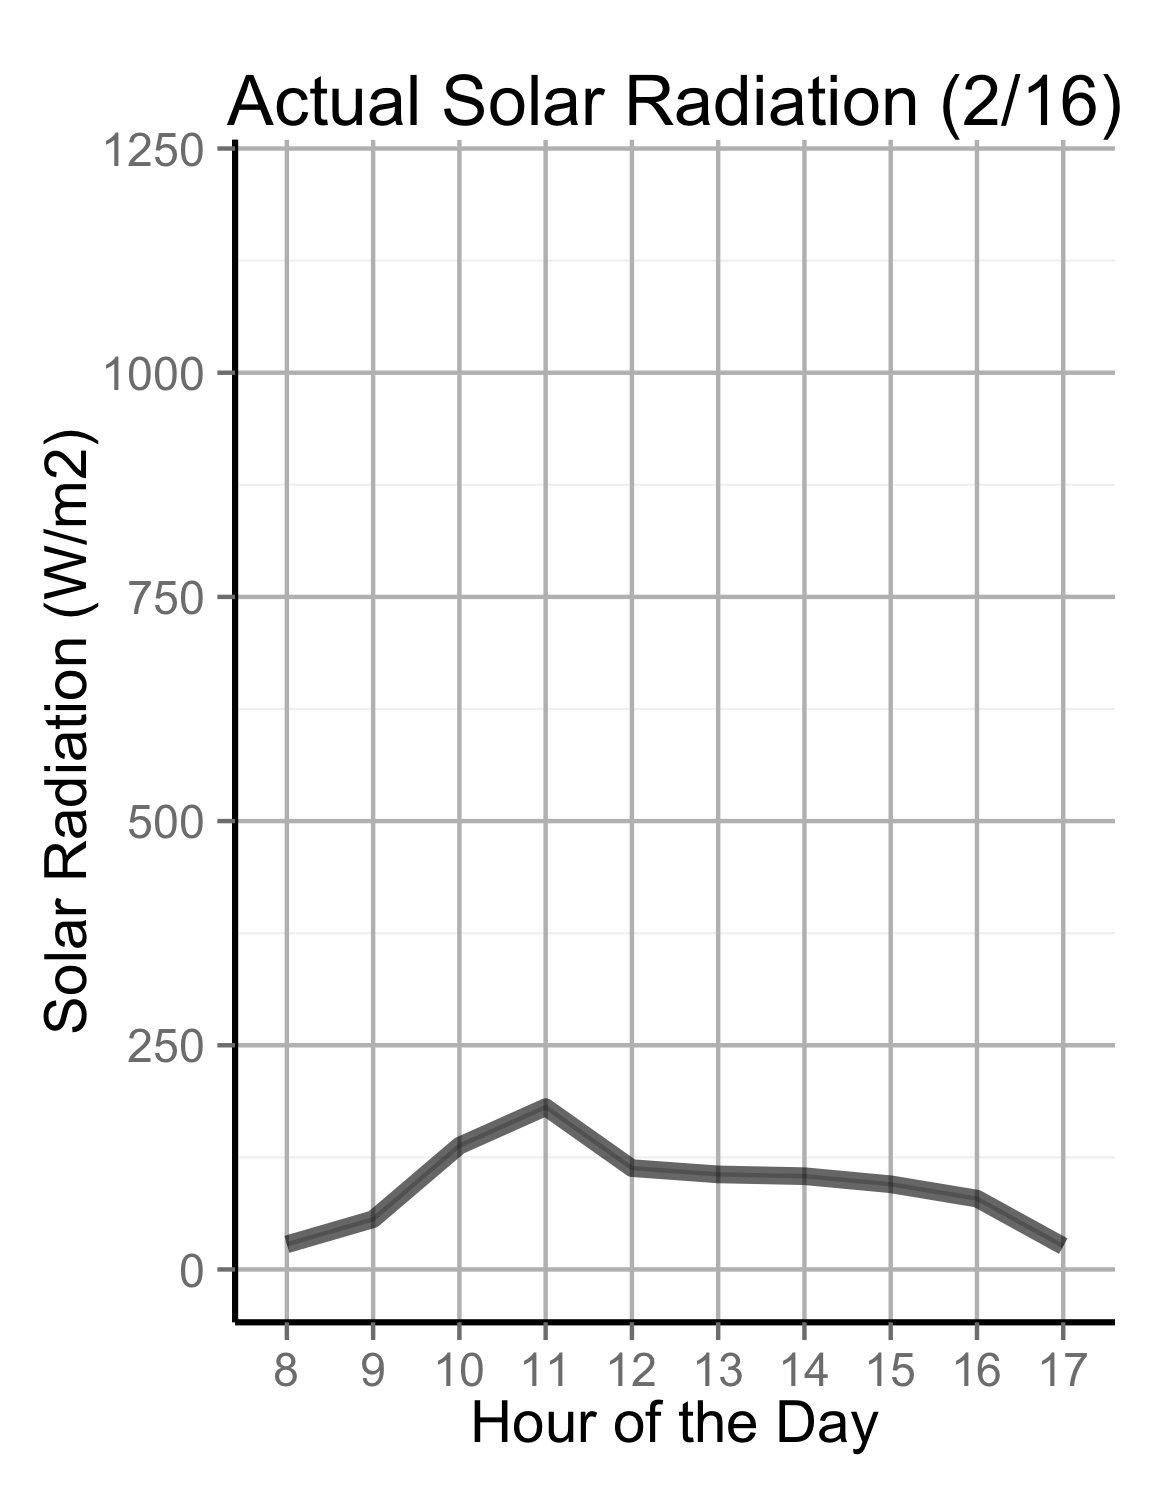 Actual Solar Radiation (2/16)
Solar Radiation (W/m2)
1250
1000
750
500
250
0
8 9 10 11 12 13 14 15 16 17
Hour of the Day